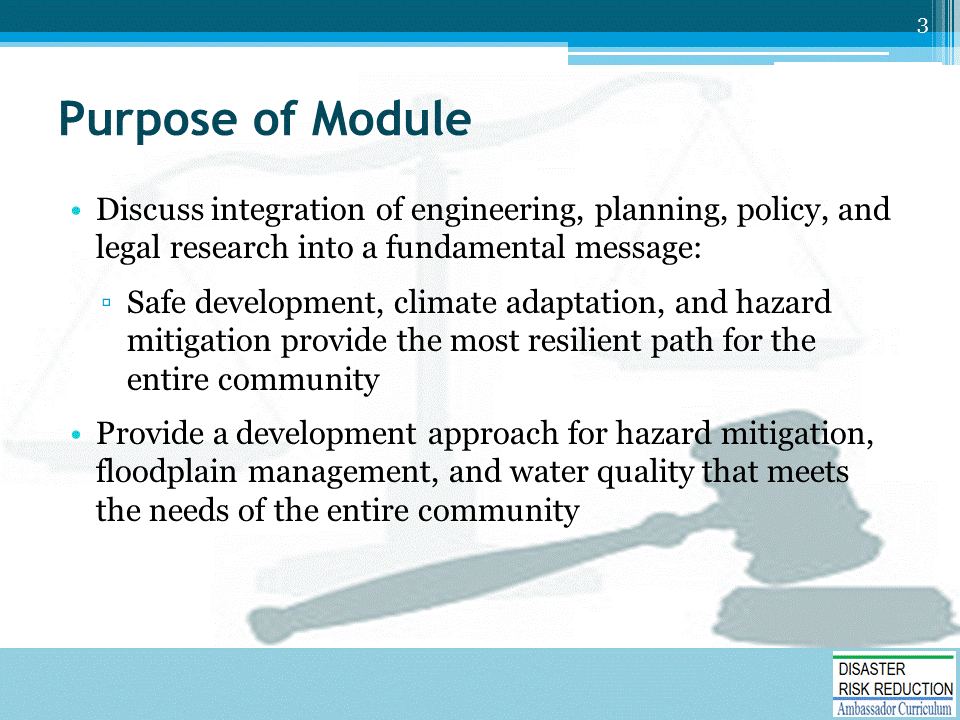 3
Purpose of Module
• Discuss integration of engineering, planning, policy, and
legal research into a fundamental message:
▫ Safe development, climate adaptation, and hazard
mitigation provide the most resilient path for the
entire community
• Provide a development approach for hazard mitigation,
floodplain management, and water quality that meets
the needs of the entire community
DISASTER
RISK REDUCTION
Ambassador Curriculum